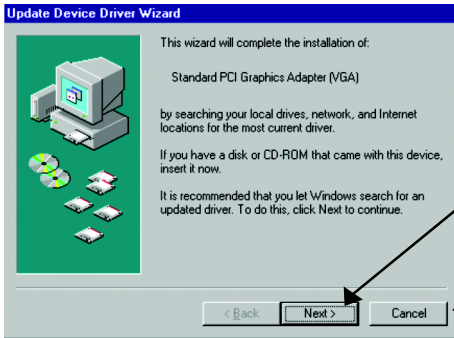 Update Device Driver Wizard
This wizard will complete the installation of:
Standard PCI Graphics Adapter (VGA)
by searching your local drives, network, and Internet
locations for the most current driver.
If you have a disk or CD-ROM that came with this device,
insert it now.
It is recommended that you let Windows search for an
updated driver. To do this, click Next to continue.
< Back Next > Cancel